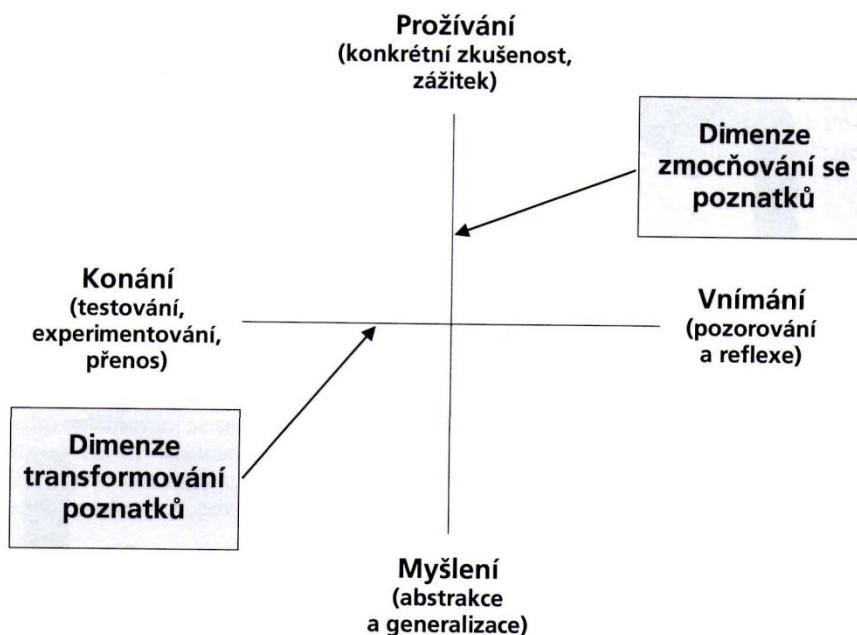 Prožívání
(konkrétní zkušenost,
zážitek)
Dimenze
zmocňování se
poznatků
Konání
(testování,
experimentování,
přenos)
Vnímání
(pozorování
a reflexe)
Dimenze
transformování
poznatků
Myšlení
(abstrakce
a generalizace)